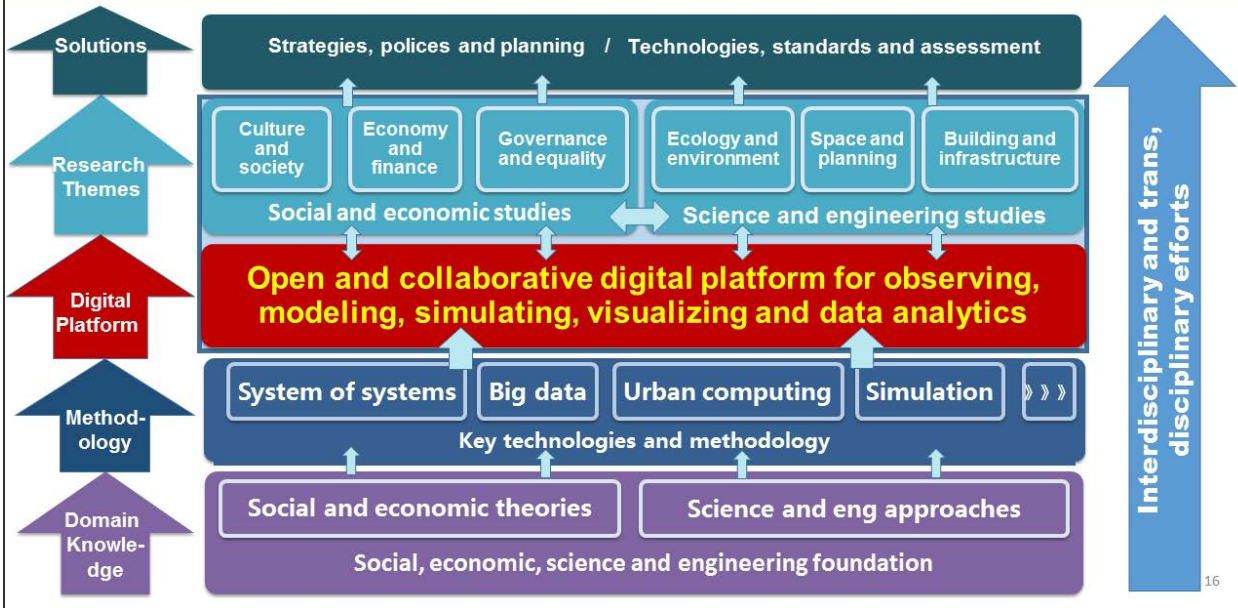 Solutions
Strategies, polices and planning / Technologies, standards and assessment
Research
Themes
Culture
and
society
Economy
and
finance
Governance
and equality
Ecology and
environment
Space and
planning
Building and
infrastructure
Social and economic studies
Science and engineering studies
Digital
Platform
Open and collaborative digital platform for observing,
modeling, simulating, visualizing and data analytics
Method-
ology
System of systems
Big data
Urban computing
Simulation
》》》
Key technologies and methodology
Domain
Knowle-
dge
Social and economic theories
Science and eng approaches
Social, economic, science and engineering foundation
Interdisciplinary and trans,
disciplinary efforts
16